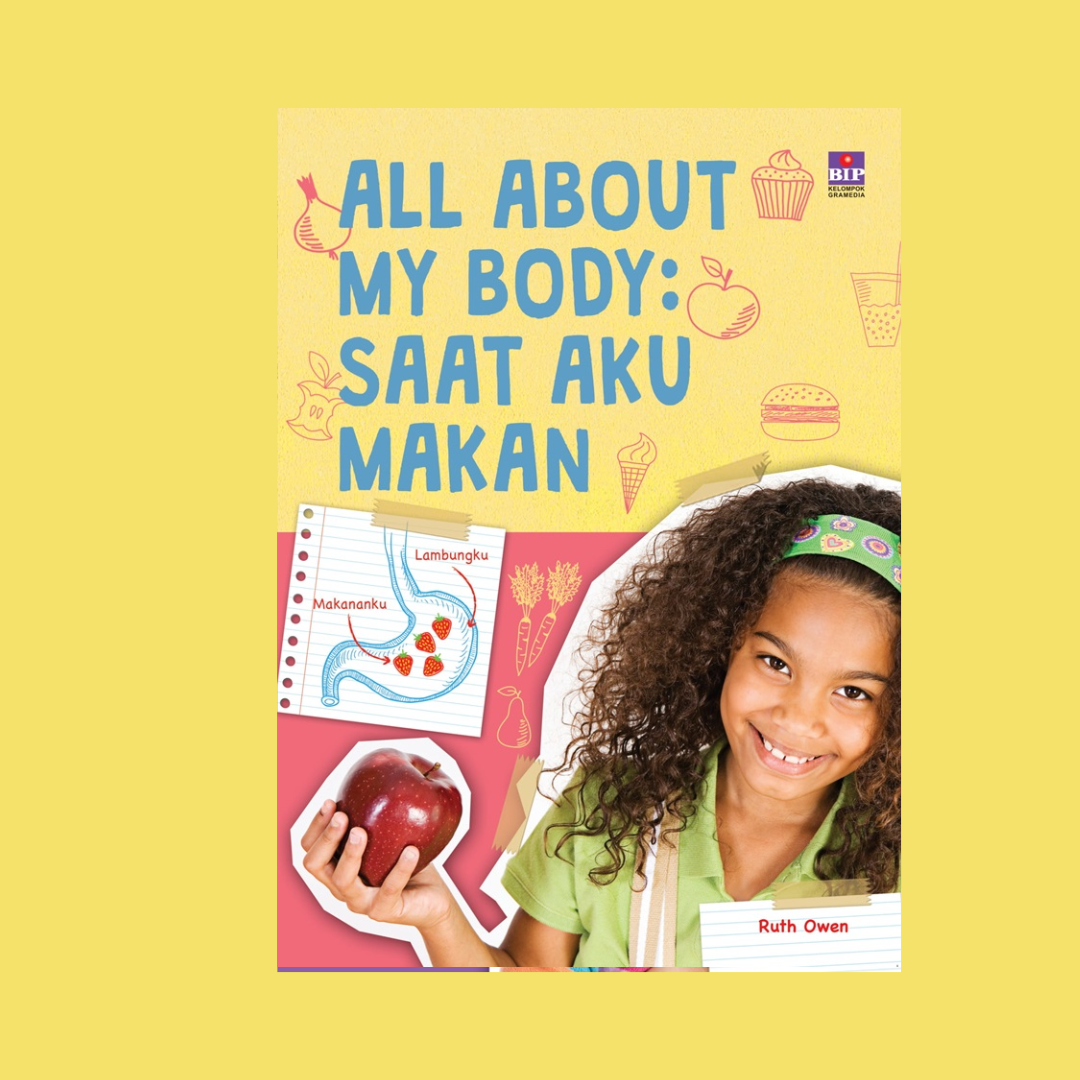 ALL ABOUT
MY BODY:
SAAT AKU
MAKAN
BIP
KELOMPOK
GRAMEDIA
Lambungku
Makananku
Ruth Owen